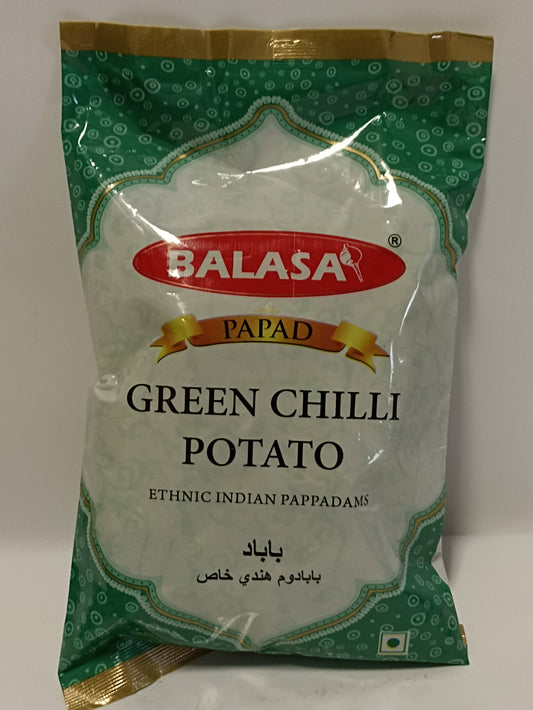 BALASA ®
PAPAD
GREEN CHILLI
POTATO
ETHNIC INDIAN PAPPADAMS
باباد
بابادوم هندي خاص